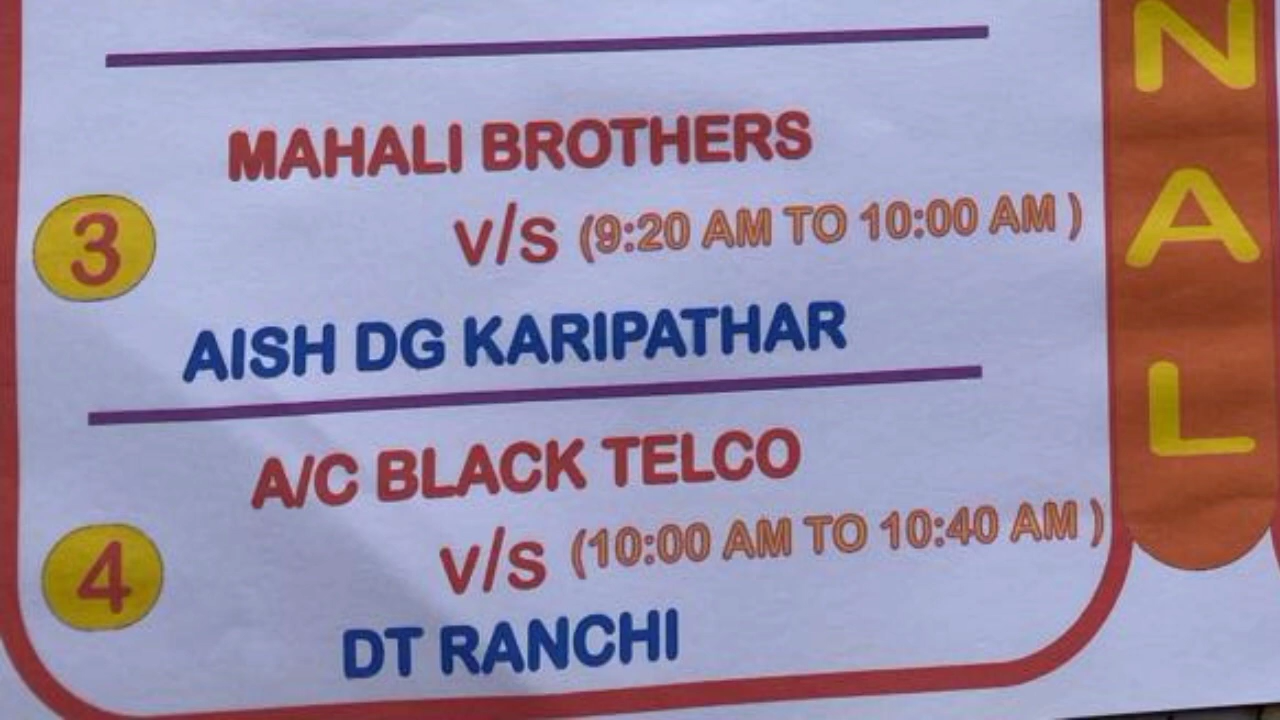 MAHALI BROTHERS
3
v/s (9:20 AM TO 10:00 AM )
AISH DG KARIPATHAR
A/C BLACK TELCO
4
v/s (10:00 AM TO 10:40 AM )
DT RANCHI
NAL